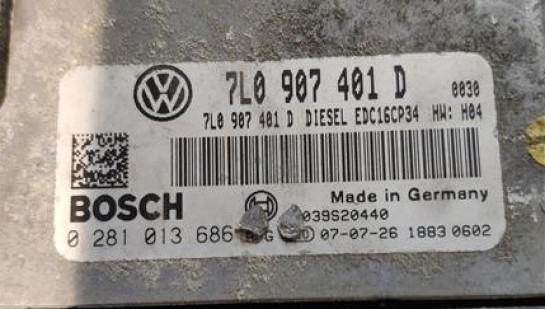 7L0 907 401 D 0030
7L0 907 401 D DIESEL EDC16CP34 HW: H04
Made in Germany
BOSCH
039S20440
0 281 013 686
07-07-26 1883 0602